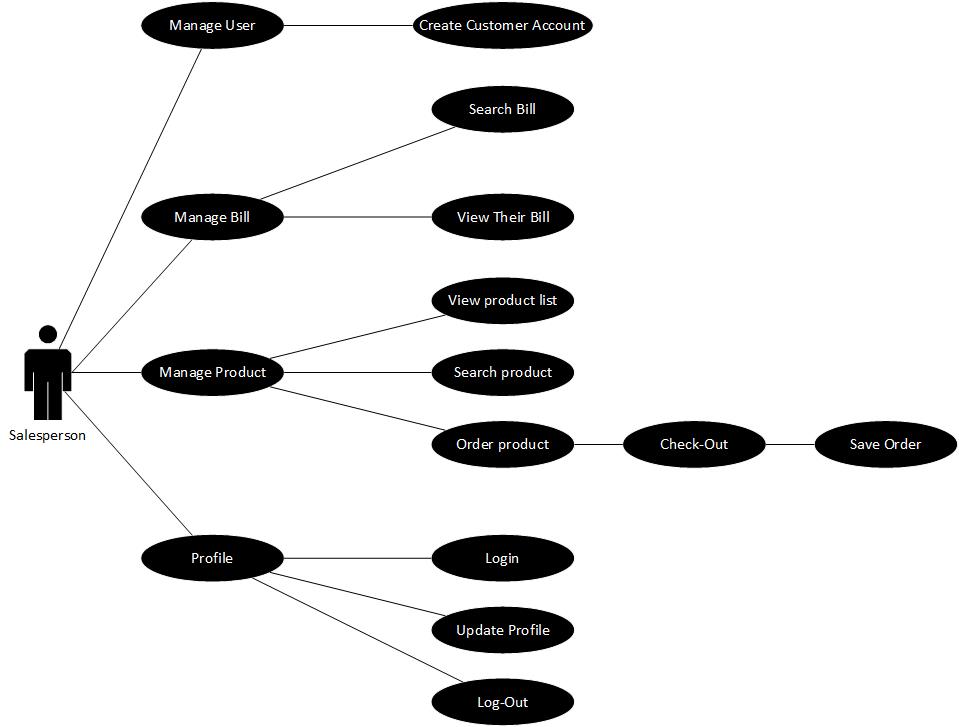 Manage User
Create Customer Account
Search Bill
Manage Bill
View Their Bill
View product list
Manage Product
Search product
Salesperson
Order product
Check-Out
Save Order
Profile
Login
Update Profile
Log-Out